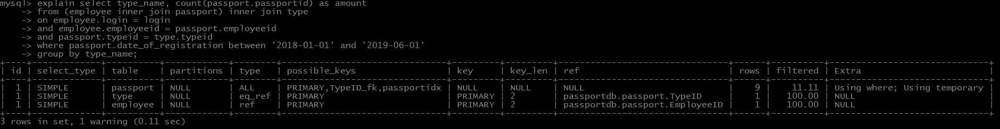 mysql> explain select type_name, count(passport.passportid) as amount
    -> from (employee inner join passport) inner join type
    -> on employee.login = login
    -> and employee.employeeid = passport.employeeid
    -> and passport.typeid = type.typeid
    -> where passport.date_of_registration between '2018-01-01' and '2019-06-01'
    -> group by type_name;
+----+-------------+----------+------------+--------+-------------------------------+---------+---------+--------------------------------+------+----------+------------------------------+
| id | select_type | table    | partitions | type   | possible_keys                 | key     | key_len | ref                            | rows | filtered | Extra                        |
+----+-------------+----------+------------+--------+-------------------------------+---------+---------+--------------------------------+------+----------+------------------------------+
|  1 | SIMPLE      | passport | NULL       | ALL    | PRIMARY,TypeID_fk,passportidx | NULL    | NULL    | NULL                           |    9 |    11.11 | Using where; Using temporary |
|  1 | SIMPLE      | type     | NULL       | eq_ref | PRIMARY                       | PRIMARY | 2       | passportdb.passport.TypeID     |    1 |   100.00 | NULL                         |
|  1 | SIMPLE      | employee | NULL       | ref    | PRIMARY                       | PRIMARY | 2       | passportdb.passport.EmployeeID |    1 |   100.00 | NULL                         |
+----+-------------+----------+------------+--------+-------------------------------+---------+---------+--------------------------------+------+----------+------------------------------+
3 rows in set, 1 warning (0.11 sec)